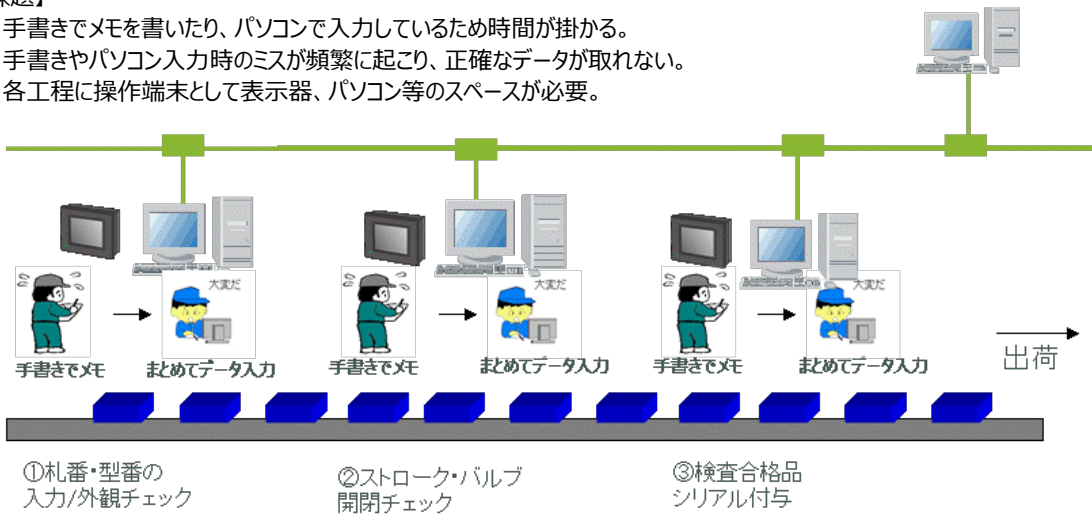 手書きでメモを書いたり、パソコンで入力しているため時間が掛かる。
手書きやパソコン入力時のミスが頻繁に起こり、正確なデータが取れない。
各工程に操作端末として表示器、パソコン等のスペースが必要。
大変だ
大変だ
大変だ
手書きでメモ
まとめてデータ入力
手書きでメモ
まとめてデータ入力
手書きでメモ
まとめてデータ入力
出荷
①札番・型番の
入力/外観チェック
②ストローク・バルブ
開閉チェック
③検査合格品
シリアル付与